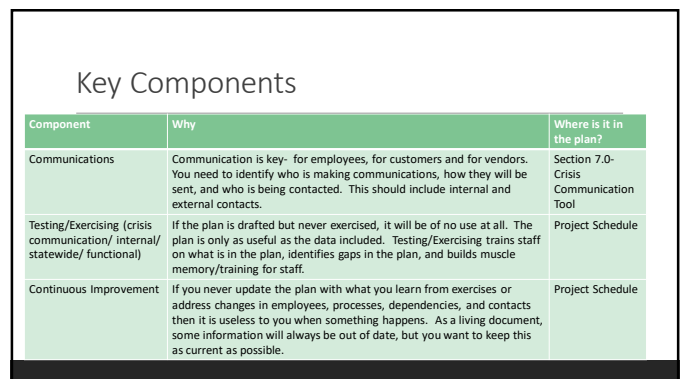 Key Components
Component Why Where is it in
the plan?
Communications
Communication is key- for employees, for customers and for vendors.
You need to identify who is making communications, how they will be
sent, and who is being contacted.  This should include internal and
external contacts.
Section 7.0-
Crisis
Communication
Tool
Testing/Exercising (crisis
communication/ internal/
statewide/ functional)
If the plan is drafted but never exercised, it will be of no use at all.  The
plan is only as useful as the data included.  Testing/Exercising trains staff
on what is in the plan, identifies gaps in the plan, and builds muscle
memory/training for staff.
Project Schedule
Continuous Improvement
If you never update the plan with what you learn from exercises or
address changes in employees, processes, dependencies, and contacts
then it is useless to you when something happens.  As a living document,
some information will always be out of date, but you want to keep this
as current as possible.
Project Schedule